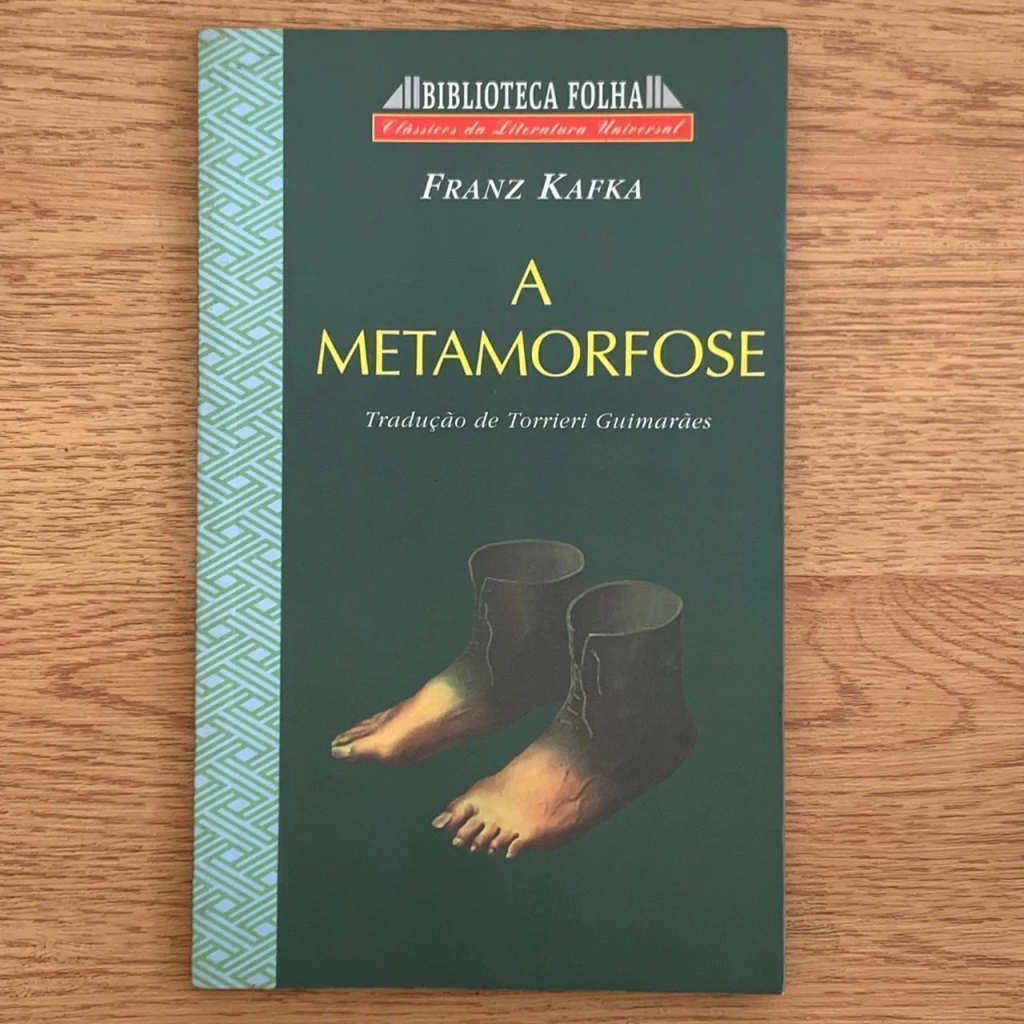 BIBLIOTECA FOLHA
Clássicos da Literatura Universal
FRANZ KAFKA
A
METAMORFOSE
Tradução de Torrieri Guimarães